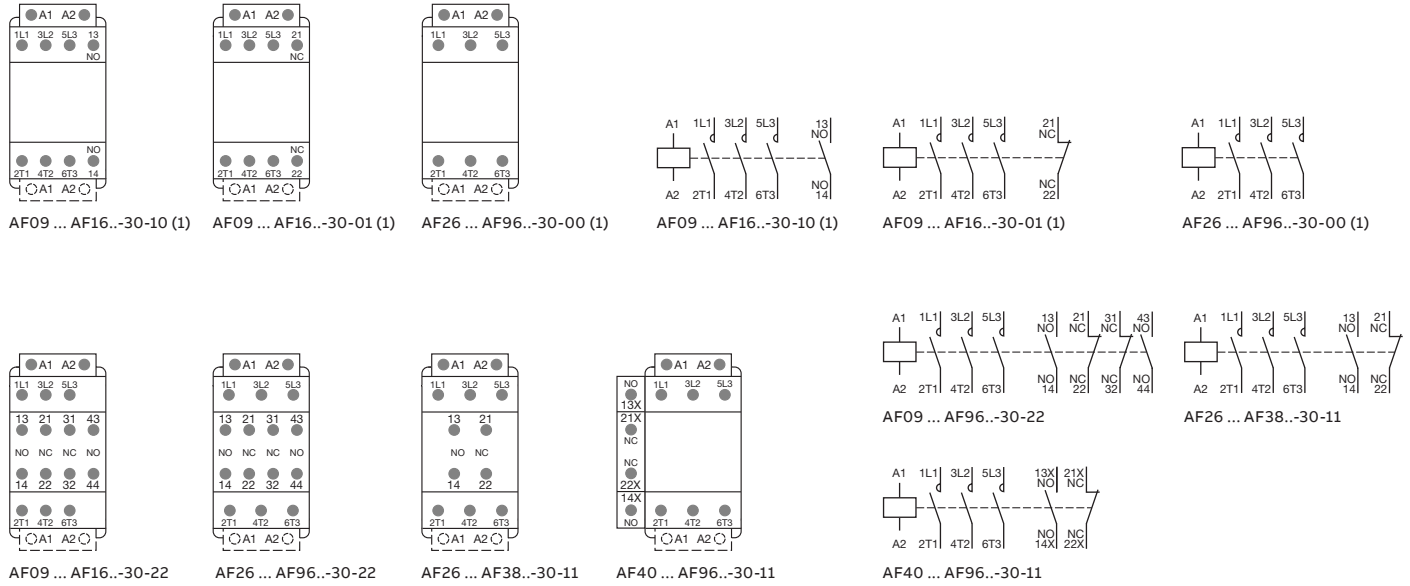 A1 A2
1L1 3L2 5L3 13
NO
NO
2T1 4T2 6T3 14
A1 A2
AF09 ... AF16..-30-10 (1)
A1 A2
1L1 3L2 5L3 21
NC
NC
2T1 4T2 6T3 22
A1 A2
AF09 ... AF16..-30-01 (1)
A1 A2
1L1 3L2 5L3
2T1 4T2 6T3
A1 A2
AF26 ... AF96..-30-00 (1)
A1 1L1 3L2 5L3 13
NO
NO
A2 2T1 4T2 6T3 14
AF09 ... AF16..-30-10 (1)
A1 1L1 3L2 5L3 21
NC
NC
A2 2T1 4T2 6T3 22
AF09 ... AF16..-30-01 (1)
A1 1L1 3L2 5L3
A2 2T1 4T2 6T3
AF26 ... AF96..-30-00 (1)
A1 1L1 3L2 5L3 13 21 31 43
NO NC NC NO
NO NC NC NO
A2 2T1 4T2 6T3 14 22 32 44
AF09 ... AF96..-30-22
A1 1L1 3L2 5L3 13 21
NO NC
NO NC
A2 2T1 4T2 6T3 14 22
AF26 ... AF38..-30-11
A1 A2
1L1 3L2 5L3
13 21 31 43
NO NC NC NO
14 22 32 44
2T1 4T2 6T3
A1 A2
AF09 ... AF16..-30-22
A1 A2
1L1 3L2 5L3
13 21 31 43
NO NC NC NO
14 22 32 44
2T1 4T2 6T3
A1 A2
AF26 ... AF96..-30-22
A1 A2
1L1 3L2 5L3
13 21
NO NC
14 22
2T1 4T2 6T3
A1 A2
AF26 ... AF38..-30-11
A1 A2
NO 1L1 3L2 5L3
13X
21X
NC
NC
22X
14X
NO 2T1 4T2 6T3
A1 A2
AF40 ... AF96..-30-11
A1 1L1 3L2 5L3 13X 21X
NO NC
NO NC
A2 2T1 4T2 6T3 14X 22X
AF40 ... AF96..-30-11